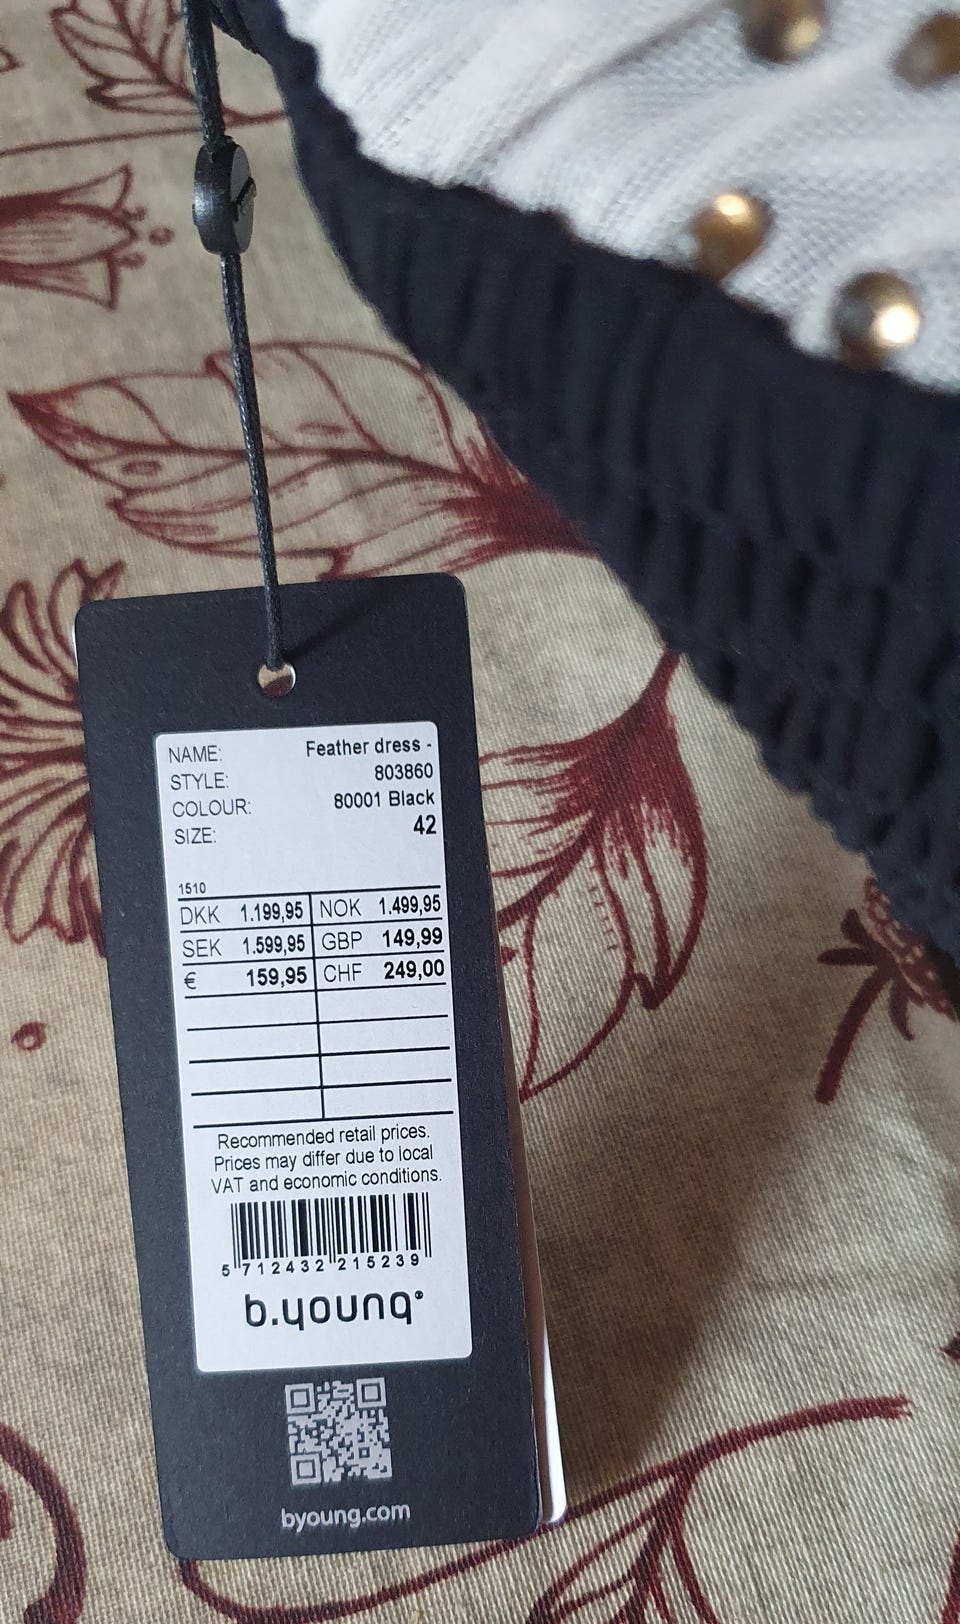 NAME: Feather dress -
STYLE: 803860
COLOUR: 80001 Black
SIZE: 42
1510
DKK 1.199,95 NOK 1.499,95
SEK 1.599,95 GBP 149,99
€ 159,95 CHF 249,00
Recommended retail prices.
Prices may differ due to local
VAT and economic conditions.
5 712432 215239
b.young®
byoung.com